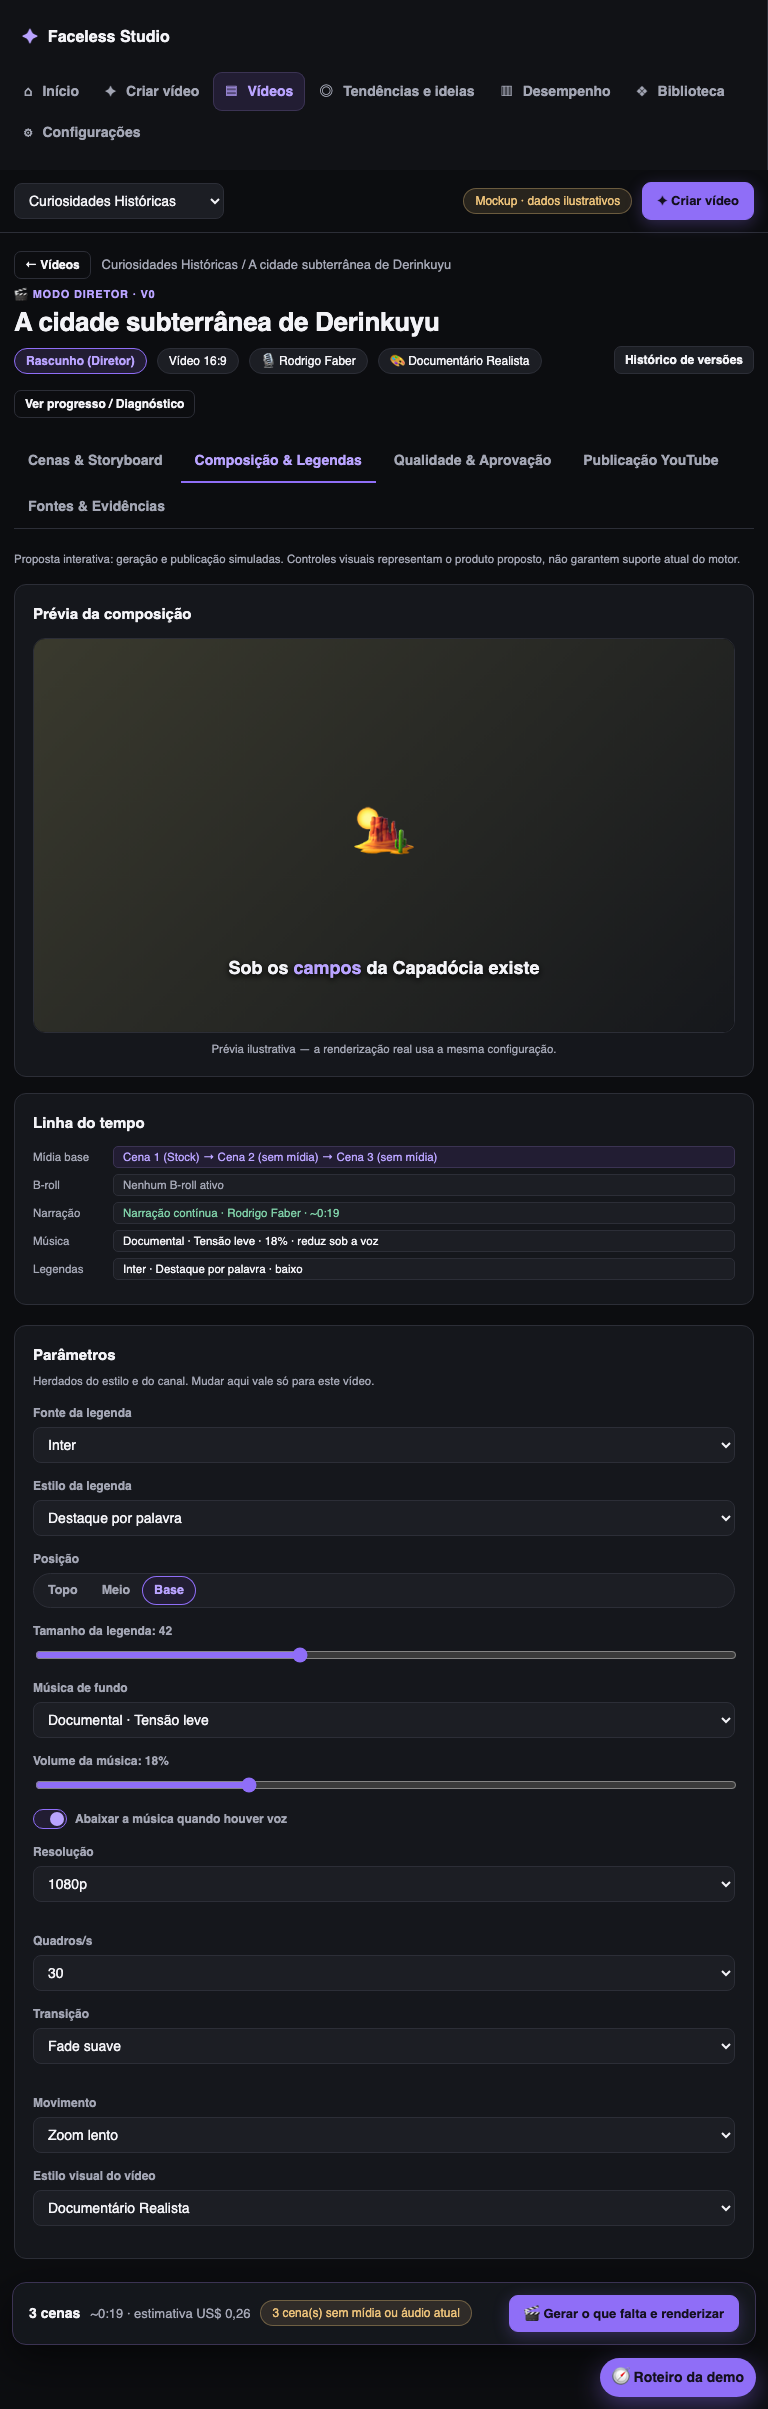 Faceless Studio
Início
Criar vídeo
Vídeos
Tendências e ideias
Desempenho
Biblioteca
Configurações
Curiosidades Históricas
Mockup · dados ilustrativos
✦ Criar vídeo
← Vídeos
Curiosidades Históricas / A cidade subterrânea de Derinkuyu
🎬 MODO DIRETOR · V0
A cidade subterrânea de Derinkuyu
Rascunho (Diretor)
Vídeo 16:9
🎙️ Rodrigo Faber
🎨 Documentário Realista
Histórico de versões
Ver progresso / Diagnóstico
Cenas & Storyboard
Composição & Legendas
Qualidade & Aprovação
Publicação YouTube
Fontes & Evidências
Proposta interativa: geração e publicação simuladas. Controles visuais representam o produto proposto, não garantem suporte atual do motor.
Prévia da composição
Sob os campos da Capadócia existe
Prévia ilustrativa — a renderização real usa a mesma configuração.
Linha do tempo
Mídia base
Cena 1 (Stock) → Cena 2 (sem mídia) → Cena 3 (sem mídia)
B-roll
Nenhum B-roll ativo
Narração
Narração contínua · Rodrigo Faber · ~0:19
Música
Documental · Tensão leve · 18% · reduz sob a voz
Legendas
Inter · Destaque por palavra · baixo
Parâmetros
Herdados do estilo e do canal. Mudar aqui vale só para este vídeo.
Fonte da legenda
Inter
Estilo da legenda
Destaque por palavra
Posição
Topo
Meio
Base
Tamanho da legenda: 42
Música de fundo
Documental · Tensão leve
Volume da música: 18%
Abaixar a música quando houver voz
Resolução
1080p
Quadros/s
30
Transição
Fade suave
Movimento
Zoom lento
Estilo visual do vídeo
Documentário Realista
3 cenas
~0:19 · estimativa US$ 0,26
3 cena(s) sem mídia ou áudio atual
🎬 Gerar o que falta e renderizar
🧭 Roteiro da demo